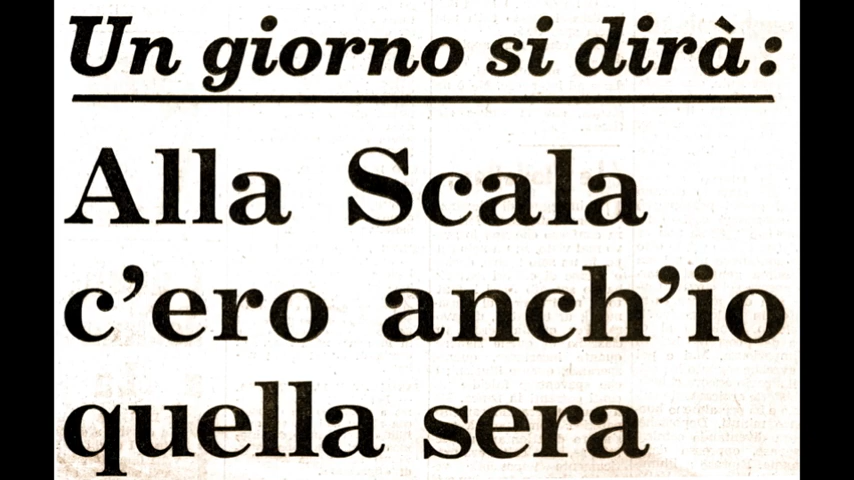 Un giorno si dirà:
Alla Scala
c'ero anch'io
quella sera